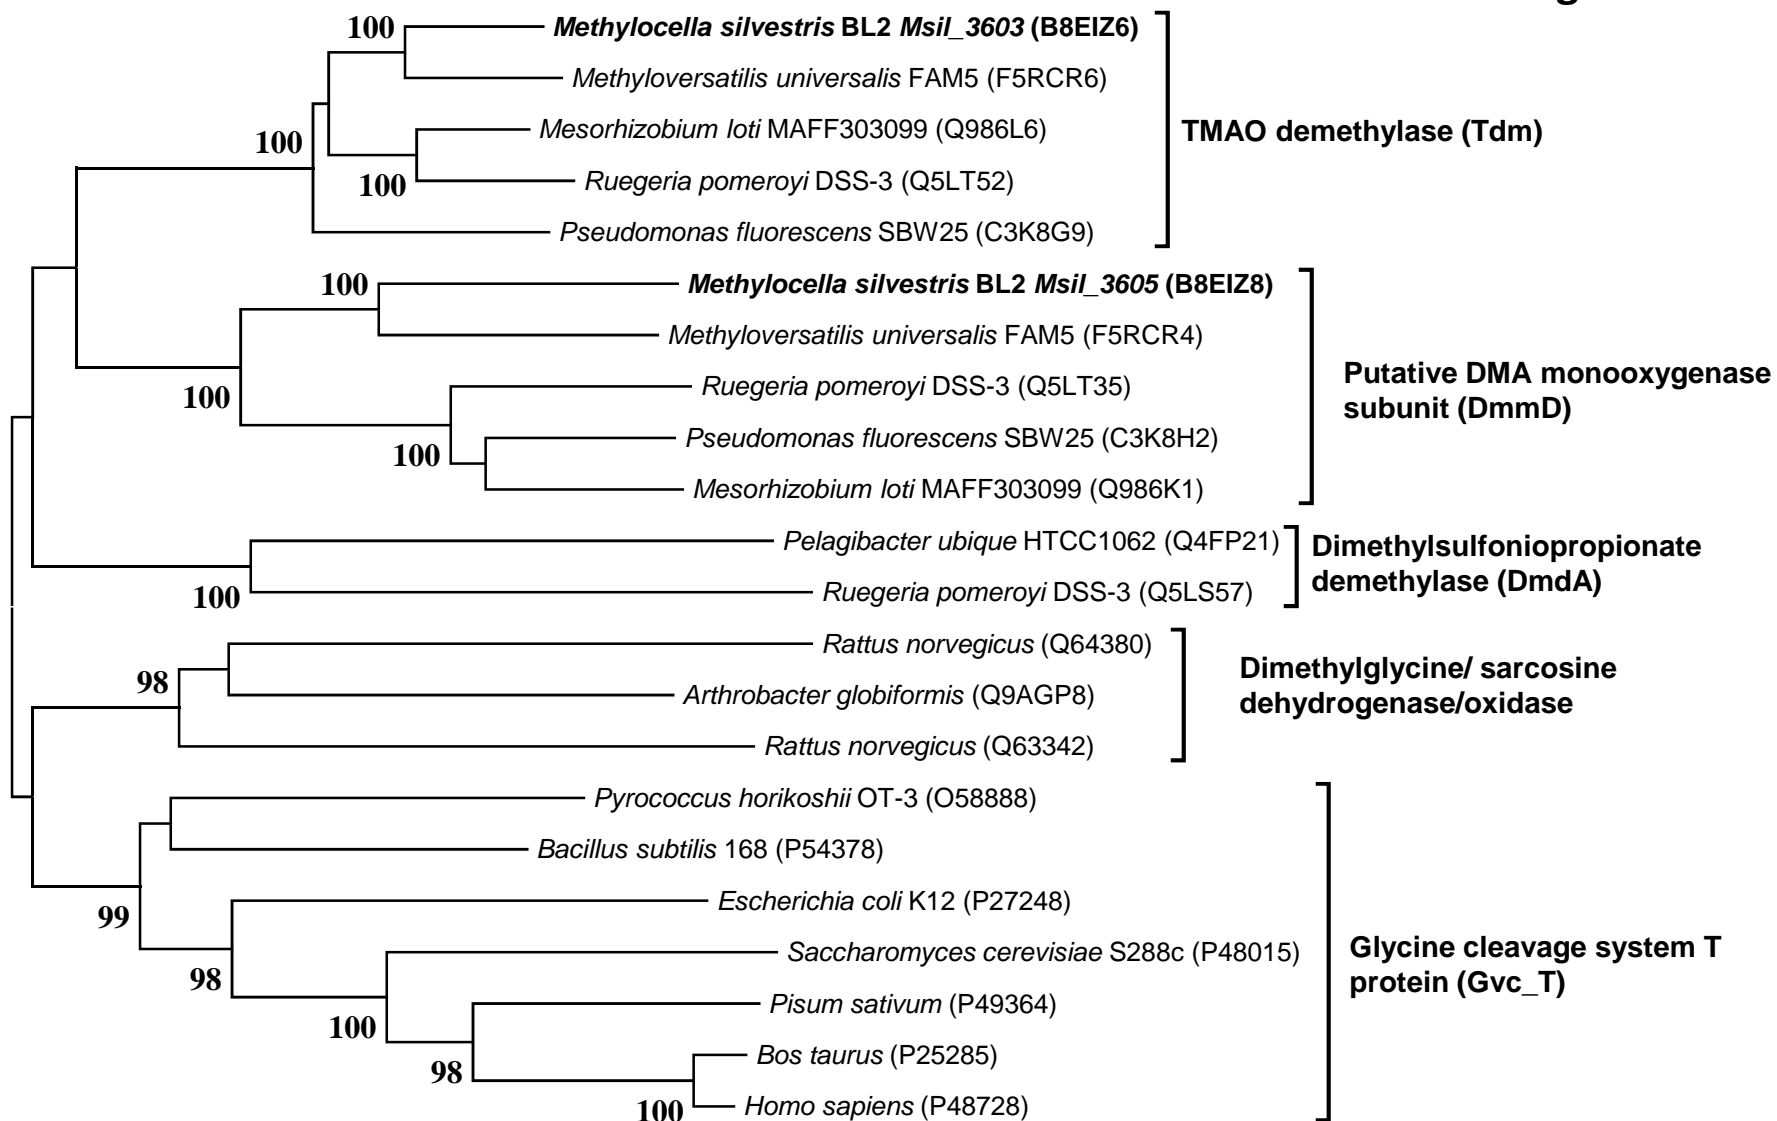 g
100
Methylocella silvestris BL2 Msil_3603 (B8EIZ6)
Methyloversatilis universalis FAM5 (F5RCR6)
100
Mesorhizobium loti MAFF303099 (Q986L6)
TMAO demethylase (Tdm)
100
Ruegeria pomeroyi DSS-3 (Q5LT52)
Pseudomonas fluorescens SBW25 (C3K8G9)
100
Methylocella silvestris BL2 Msil_3605 (B8EIZ8)
Methyloversatilis universalis FAM5 (F5RCR4)
100
Ruegeria pomeroyi DSS-3 (Q5LT35)
Putative DMA monooxygenase
subunit (DmmD)
Pseudomonas fluorescens SBW25 (C3K8H2)
100
Mesorhizobium loti MAFF303099 (Q986K1)
Pelagibacter ubique HTCC1062 (Q4FP21)
Dimethylsulfoniopropionate
demethylase (DmdA)
100
Ruegeria pomeroyi DSS-3 (Q5LS57)
Rattus norvegicus (Q64380)
98
Arthrobacter globiformis (Q9AGP8)
Dimethylglycine/ sarcosine
dehydrogenase/oxidase
Rattus norvegicus (Q63342)
Pyrococcus horikoshii OT-3 (O58888)
Bacillus subtilis 168 (P54378)
99
Escherichia coli K12 (P27248)
98
Saccharomyces cerevisiae S288c (P48015)
Glycine cleavage system T
protein (Gvc_T)
100
Pisum sativum (P49364)
98
Bos taurus (P25285)
100
Homo sapiens (P48728)